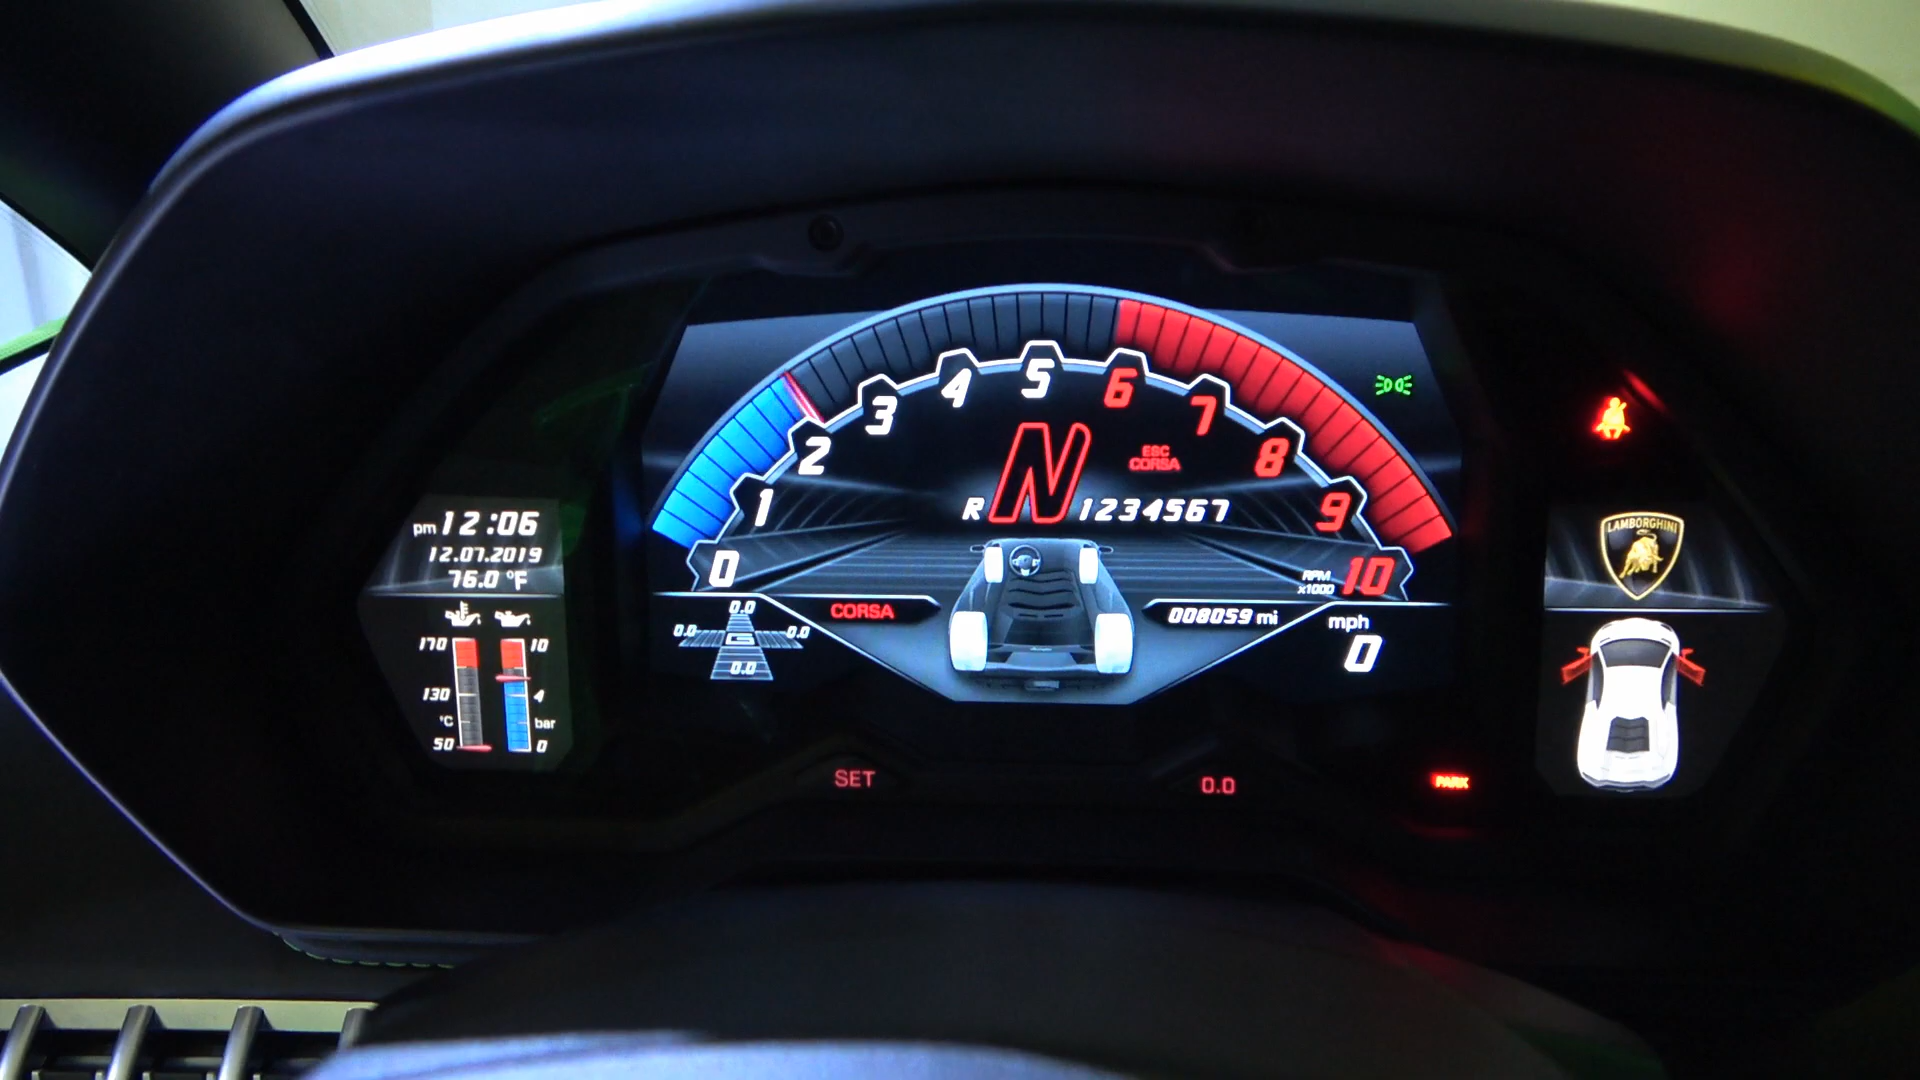 pm 12:06
12.07.2019
76.0 °F
170
130
°C
50
10
4
bar
0
0
1
2
3
4
5
6
7
8
9
10
RPM
x1000
ESC
CORSA
R N 1234567
0.0
0.0 G 0.0
0.0
CORSA
008059 mi
mph
0
SET
0.0
PARK
LAMBORGHINI